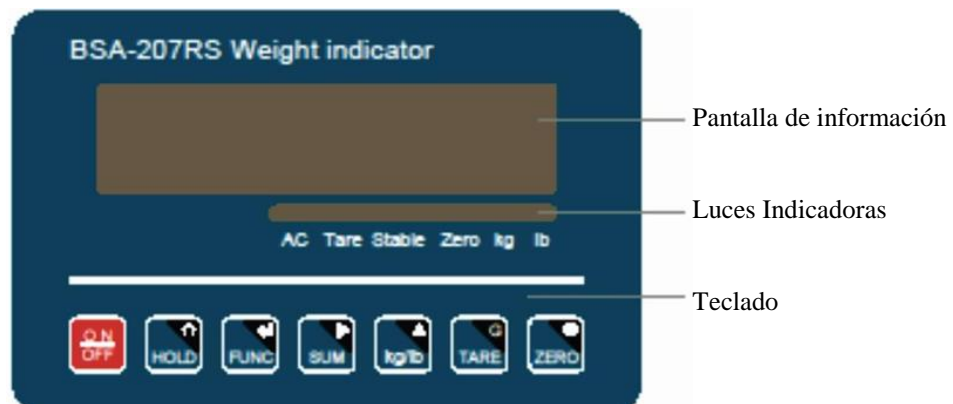 BSA-207RS Weight indicator
Pantalla de información
Luces Indicadoras
AC Tare Stable Zero kg lb
Teclado
ON OFF HOLD FUNC SUM kg/lb G TARE ZERO